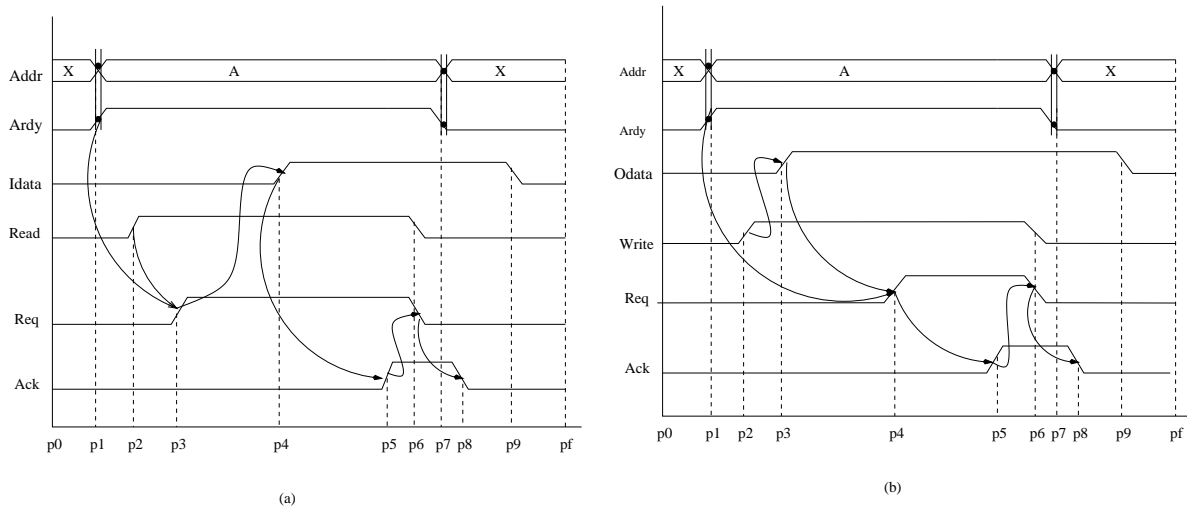 Addr X A X
Ardy
Idata
Read
Req
Ack
p0 p1 p2 p3 p4 p5 p6 p7 p8 p9 pf
(a)
Addr X A X
Ardy
Odata
Write
Req
Ack
p0 p1 p2 p3 p4 p5 p6 p7 p8 p9 pf
(b)